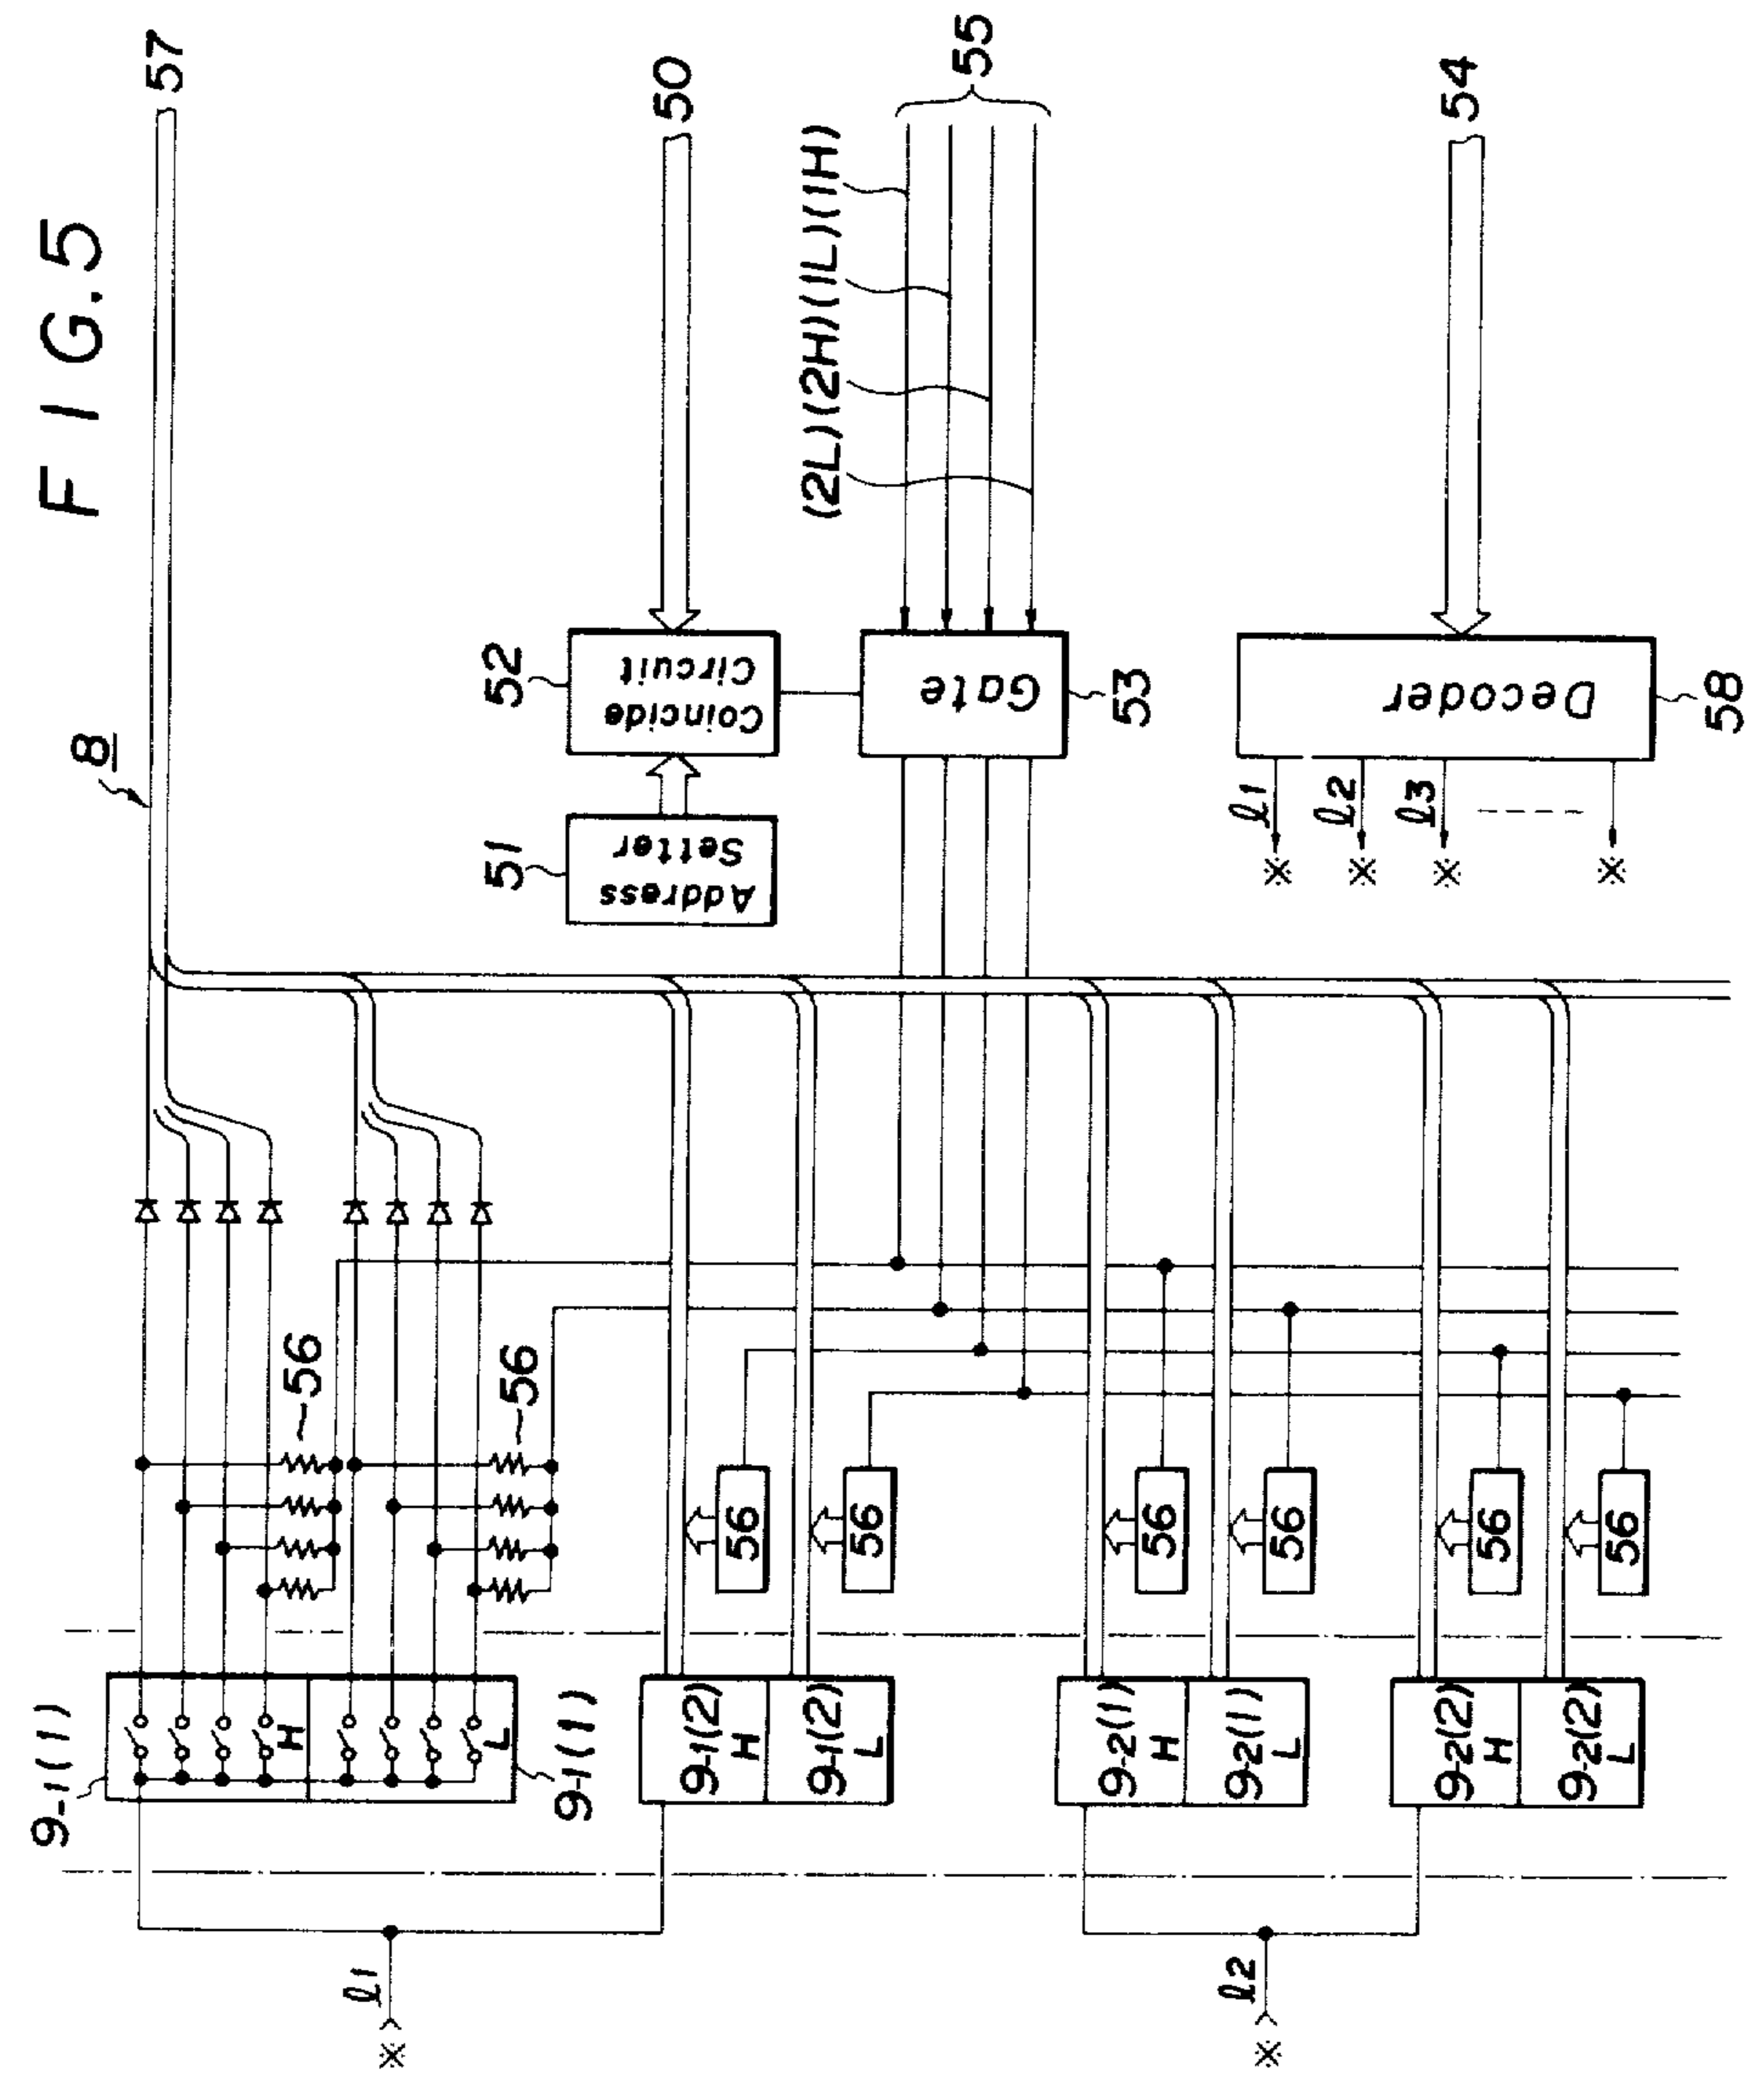 FIG.5
8
57
50
55
54
(2L)(2H)(1L)(1H)
52
Coincide
Circuit
51
Address
Setter
Gate
53
Decoder
58
ℓ1
ℓ2
ℓ3
※
※
※
※
56
56
9-1(1)
H
L
9-1(1)
56
56
56
56
56
56
9-1(2)
H
9-1(2)
L
9-2(1)
H
9-2(1)
L
9-2(2)
H
9-2(2)
L
ℓ1
※
ℓ2
※